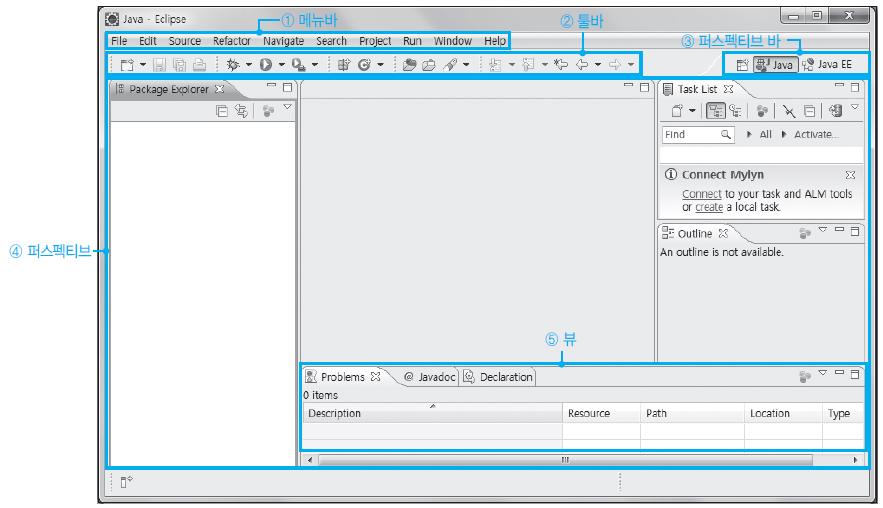 ① 메뉴바
② 툴바
Java - Eclipse
③ 퍼스펙티브 바
File Edit Source Refactor Navigate Search Project Run Window Help
Java Java EE
Package Explorer
Task List
Find All Activate...
Connect Mylyn
Connect to your task and ALM tools
or create a local task.
④ 퍼스펙티브
Outline
An outline is not available.
⑤ 뷰
Problems @ Javadoc Declaration
0 items
Description Resource Path Location Type